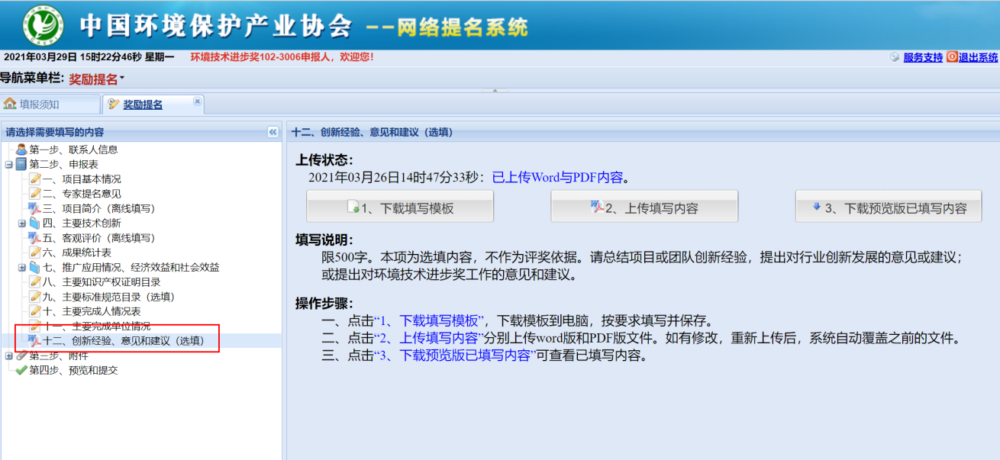 中国环境保护产业协会 --网络提名系统
2021年03月29日 15时22分46秒 星期一 环境技术进步奖102-3006申报人，欢迎您！ 服务支持 退出系统
导航菜单栏: 奖励提名
填报须知 奖励提名
请选择需要填写的内容
第一步、联系人信息
第二步、申报表
一、项目基本情况
二、专家提名意见
三、项目简介（离线填写）
四、主要技术创新
五、客观评价（离线填写）
六、成果统计表
七、推广应用情况、经济效益和社会效益
八、主要知识产权证明目录
九、主要标准规范目录（选填）
十、主要完成人情况表
十一、主要完成单位情况
十二、创新经验、意见和建议（选填）
第三步、附件
第四步、预览和提交
十二、创新经验、意见和建议（选填）
上传状态：
2021年03月26日14时47分33秒：已上传Word与PDF内容。
1、下载填写模板 2、上传填写内容 3、下载预览版已填写内容
填写说明：
限500字。本项为选填内容，不作为评奖依据。请总结项目或团队创新经验，提出对行业创新发展的意见或建议；
或提出对环境技术进步奖工作的意见和建议。
操作步骤：
一、点击“1、下载填写模板”，下载模板到电脑，按要求填写并保存。
二、点击“2、上传填写内容”分别上传word版和PDF版文件。如有修改，重新上传后，系统自动覆盖之前的文件。
三、点击“3、下载预览版已填写内容”可查看已填写内容。